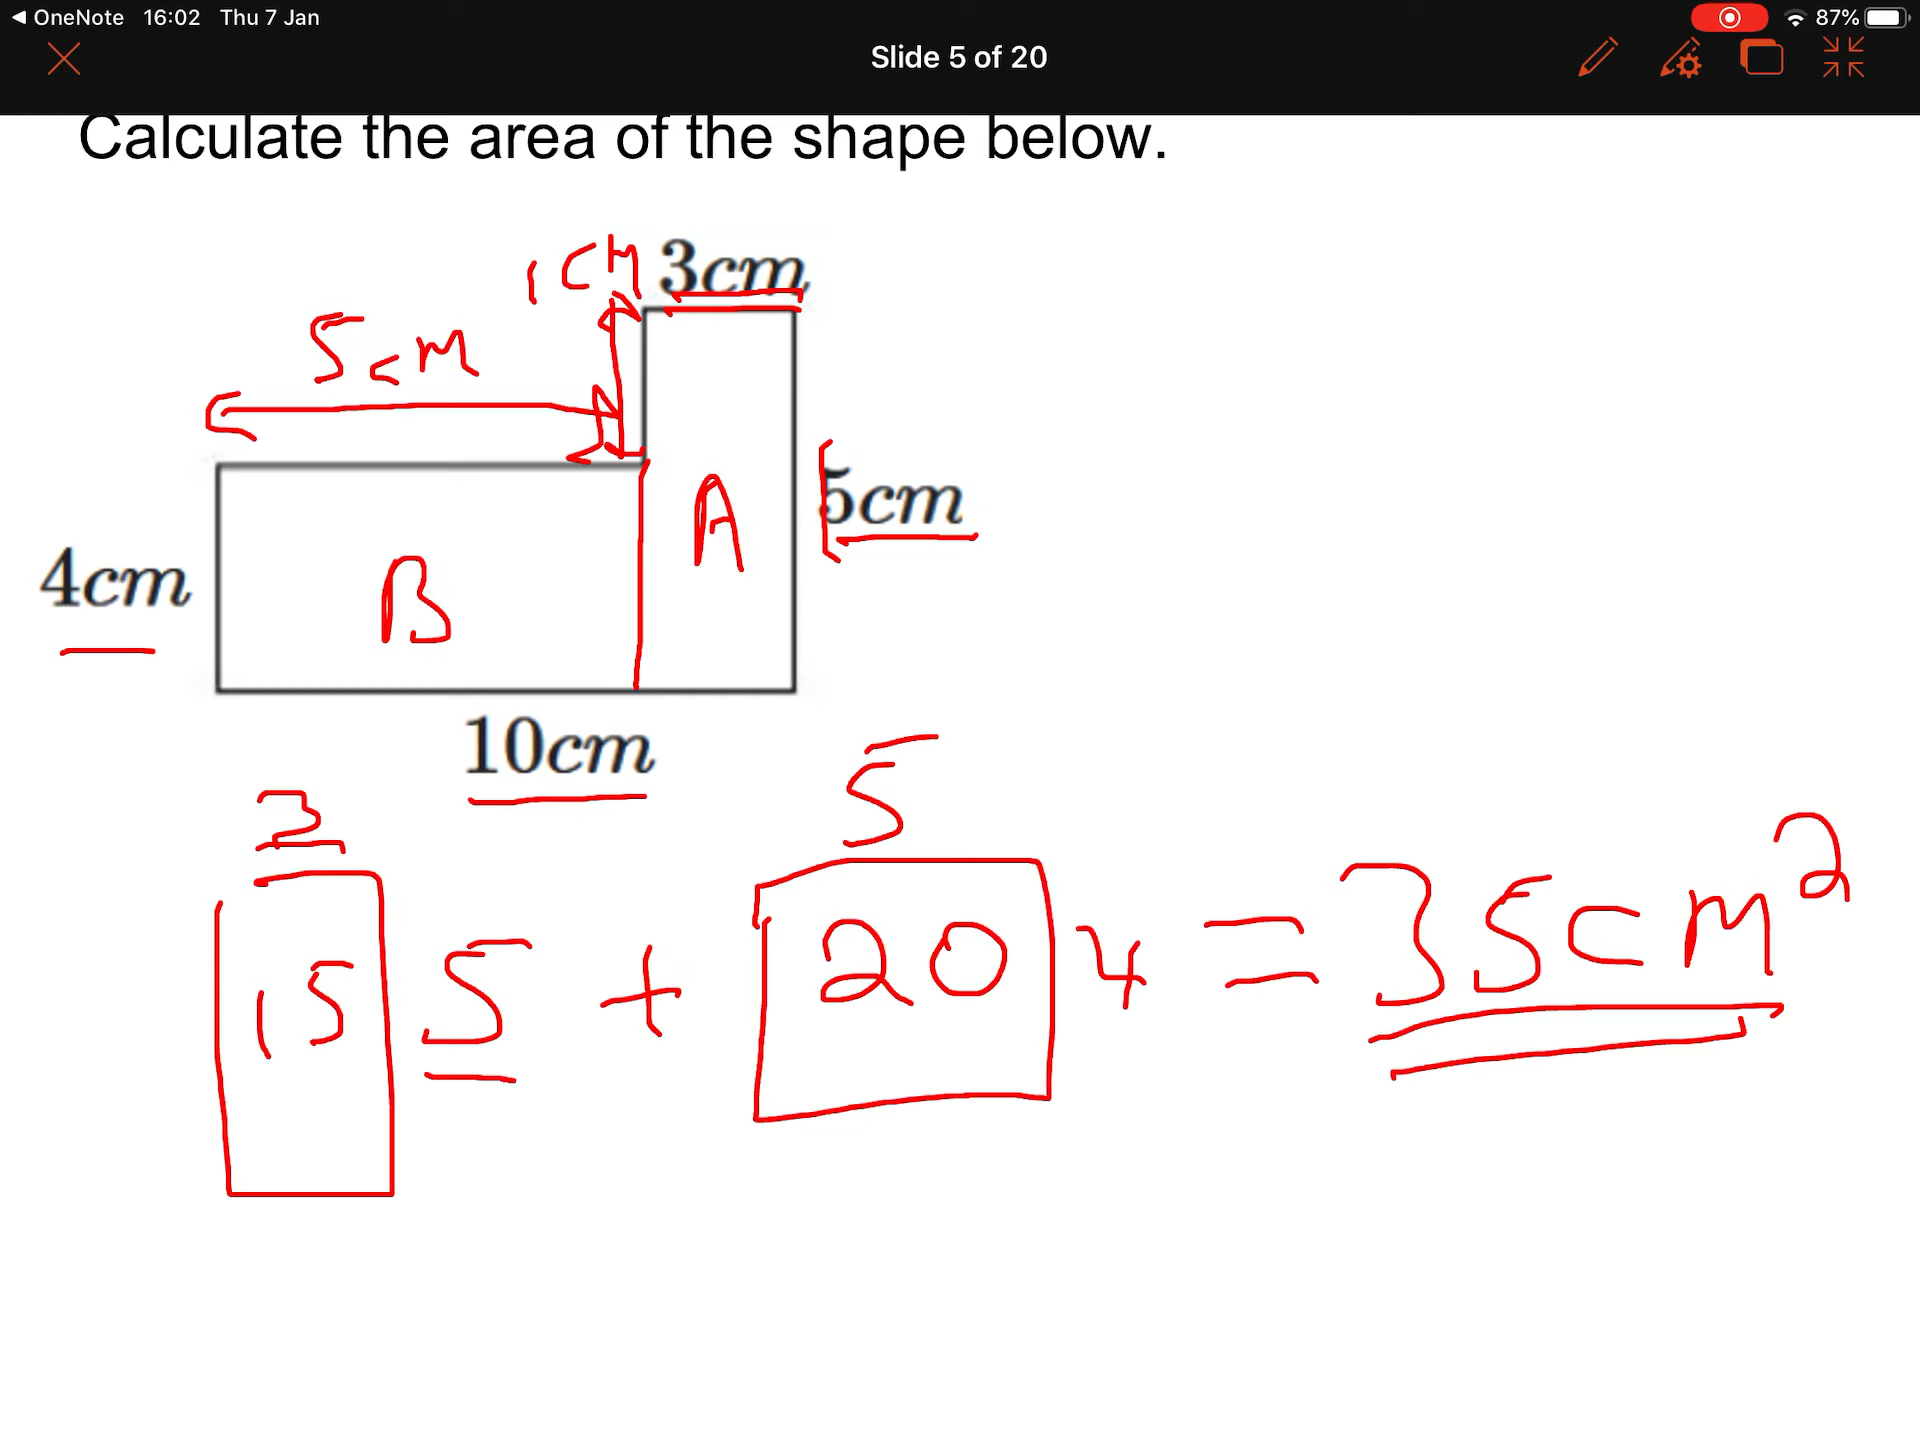 OneNote 16:02 Thu 7 Jan 87%
Slide 5 of 20
Calculate the area of the shape below.
1CM 3cm
5cM
5cm
A
4cm
B
10cm
3 5
15 5 + 20 4 = 35cm²